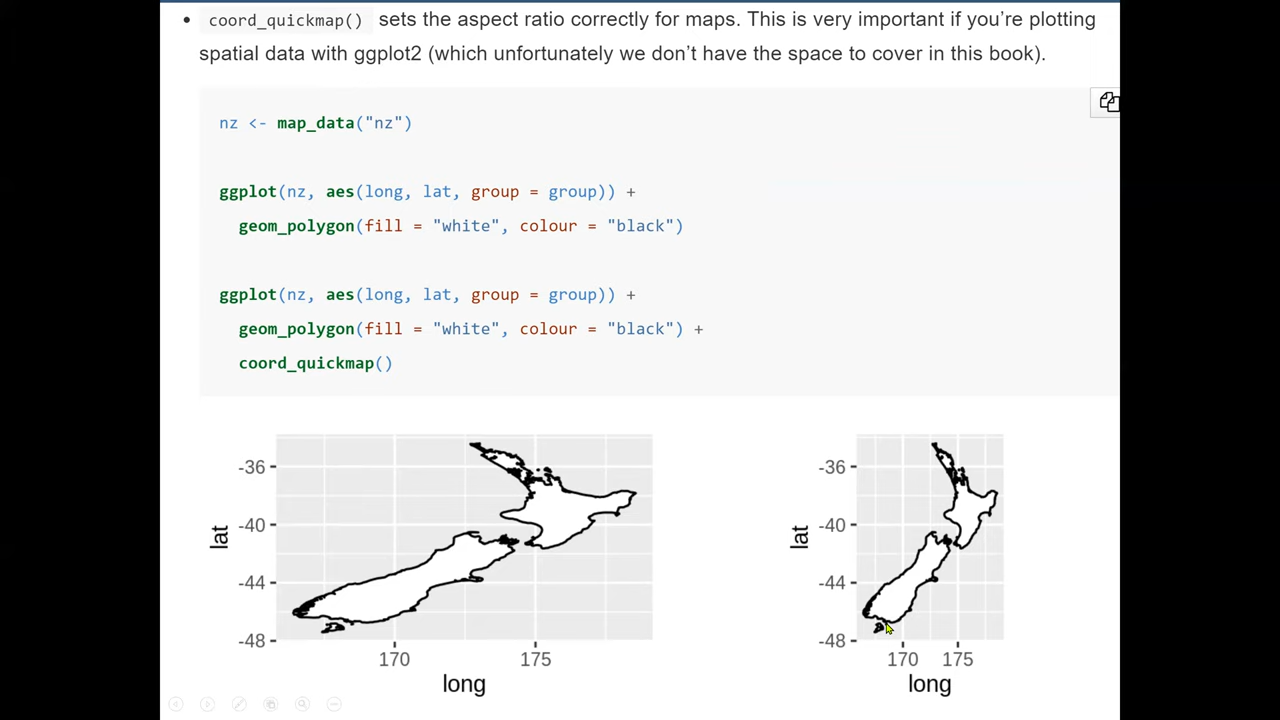 • coord_quickmap() sets the aspect ratio correctly for maps. This is very important if you’re plotting
spatial data with ggplot2 (which unfortunately we don’t have the space to cover in this book).
nz <- map_data("nz")
ggplot(nz, aes(long, lat, group = group)) +
  geom_polygon(fill = "white", colour = "black")
ggplot(nz, aes(long, lat, group = group)) +
  geom_polygon(fill = "white", colour = "black") +
  coord_quickmap()
-36
-40
-44
-48
lat
170 175
long
-36
-40
-44
-48
lat
170 175
long